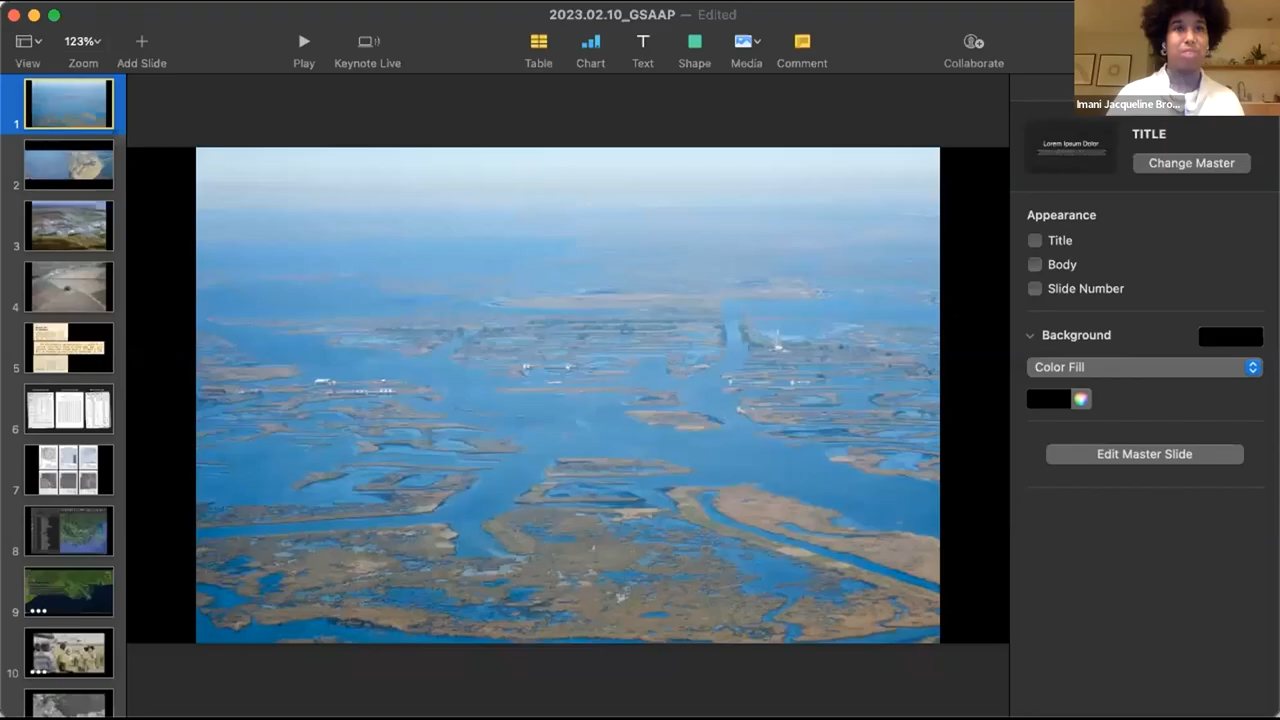 2023.02.10_GSAAP — Edited
123%
View
Zoom
Add Slide
Play
Keynote Live
Table
Chart
Text
Shape
Media
Comment
Collaborate
Imani Jacqueline Bro...
1
2
3
4
5
6
7
8
9
10
Lorem Ipsum Dolor
TITLE
Change Master
Appearance
Title
Body
Slide Number
Background
Color Fill
Edit Master Slide